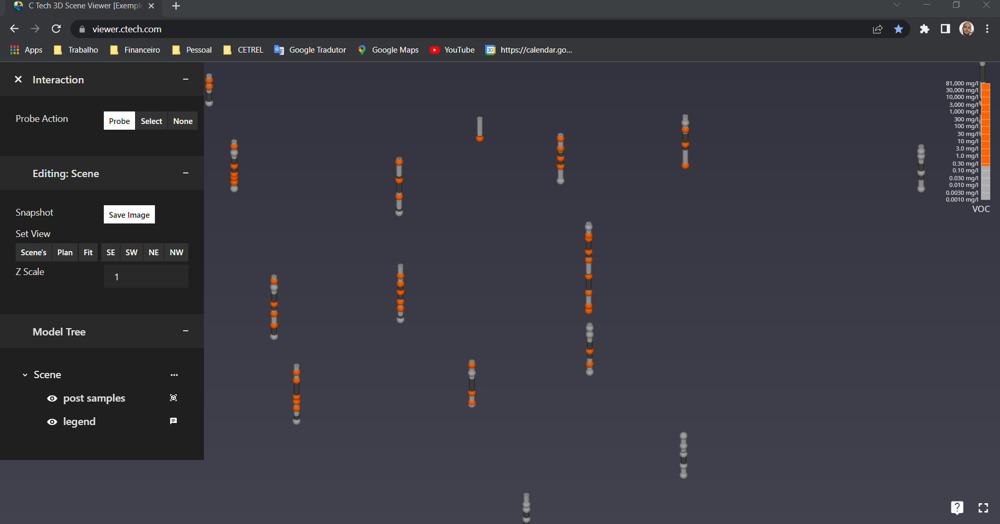 C Tech 3D Scene Viewer [Exempl
viewer.ctech.com
Apps Trabalho Financeiro Pessoal CETREL Google Tradutor Google Maps YouTube 30 https://calendar.go...
Interaction
Probe Action Probe Select None
Editing: Scene
Snapshot Save Image
Set View
Scene's Plan Fit SE SW NE NW
Z Scale 1
Model Tree
Scene
post samples
legend
81,000 mg/l
30,000 mg/l
10,000 mg/l
3,000 mg/l
1,000 mg/l
300 mg/l
100 mg/l
30 mg/l
10 mg/l
3.0 mg/l
1.0 mg/l
0.30 mg/l
0.10 mg/l
0.030 mg/l
0.010 mg/l
0.0030 mg/l
0.0010 mg/l
VOC